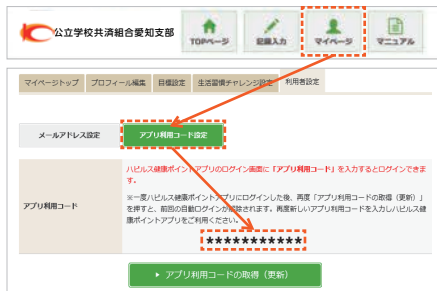 公立学校共済組合愛知支部
TOPページ
記録入力
マイページ
マニュアル
マイページトップ プロフィール編集 目標設定 生活習慣チャレンジ設定 利用者設定
メールアドレス設定 アプリ利用コード設定
ハピルス健康ポイントアプリのログイン画面に「アプリ利用コード」を入力するとログインできま
す。
※一度ハピルス健康ポイントアプリにログインした後、再度「アプリ利用コードの取得（更新）」
を押すと、前回の自動ログインが解除されます。再度新しいアプリ利用コードを入力しハピルス健
康ポイントアプリをご利用ください。
アプリ利用コード
***********
アプリ利用コードの取得（更新）